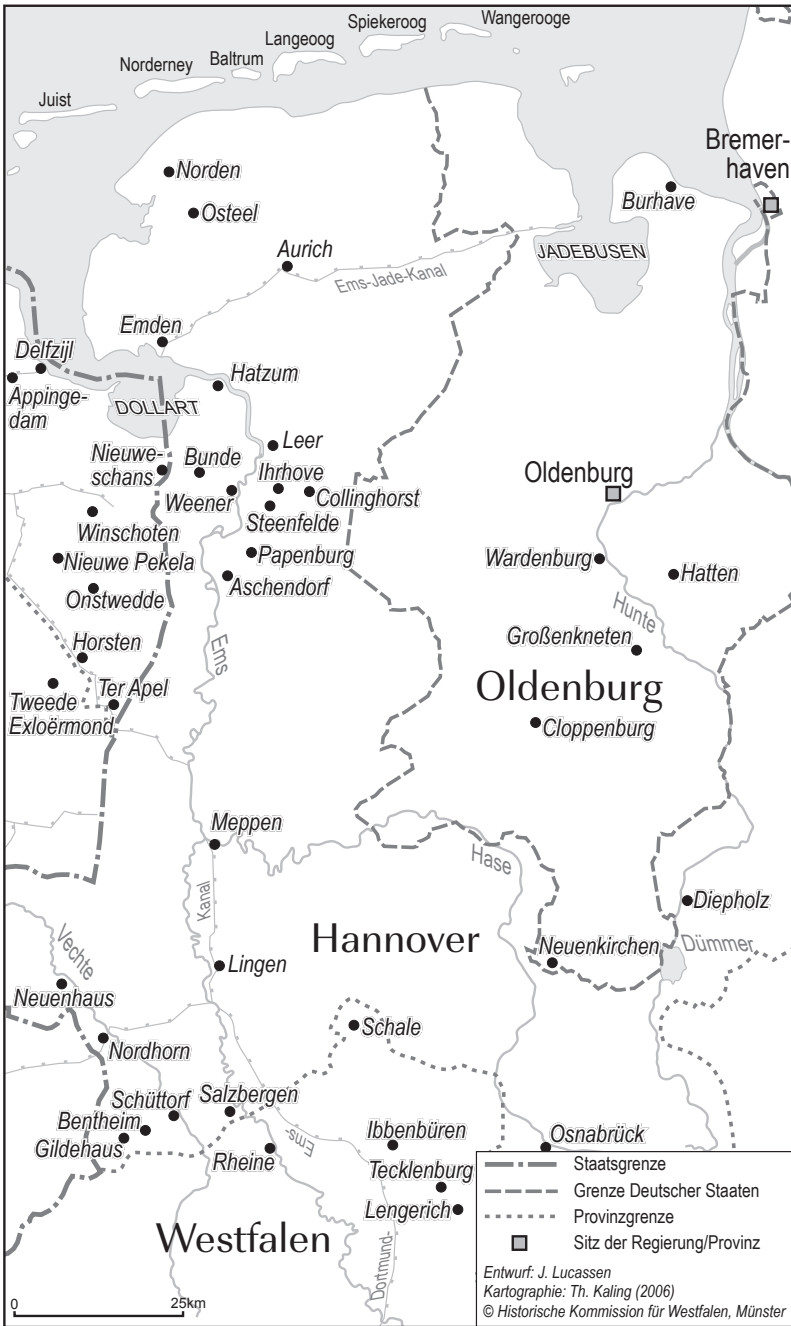 Wangerooge
Spiekeroog
Langeoog
Baltrum
Norderney
Juist
Bremer-
haven
Norden
Burhave
Osteel
JADEBUSEN
Aurich
Ems-Jade-Kanal
Emden
Delfzijl
Appinge-
dam
DOLLART
Hatzum
Leer
Nieuwe-
schans
Bunde
Ihrhove
Weener
Collinghorst
Oldenburg
Winschoten
Steenfelde
Nieuwe Pekela
Papenburg
Wardenburg
Aschendorf
Hatten
Onstwedde
Hunte
Horsten
Ems
Großenkneten
Oldenburg
Tweede
Exloërmond
Ter Apel
Cloppenburg
Meppen
Hase
Kanal
Diepholz
Vechte
Hannover
Dümmer
Lingen
Neuenkirchen
Neuenhaus
Schale
Nordhorn
Schüttorf
Salzbergen
Bentheim
Gildehaus
Ems-
Ibbenbüren
Osnabrück
Rheine
Tecklenburg
Lengerich
Westfalen
Dortmund-
Staatsgrenze
Grenze Deutscher Staaten
Provinzgrenze
Sitz der Regierung/Provinz
Entwurf: J. Lucassen
Kartographie: Th. Kaling (2006)
© Historische Kommission für Westfalen, Münster
0 25km